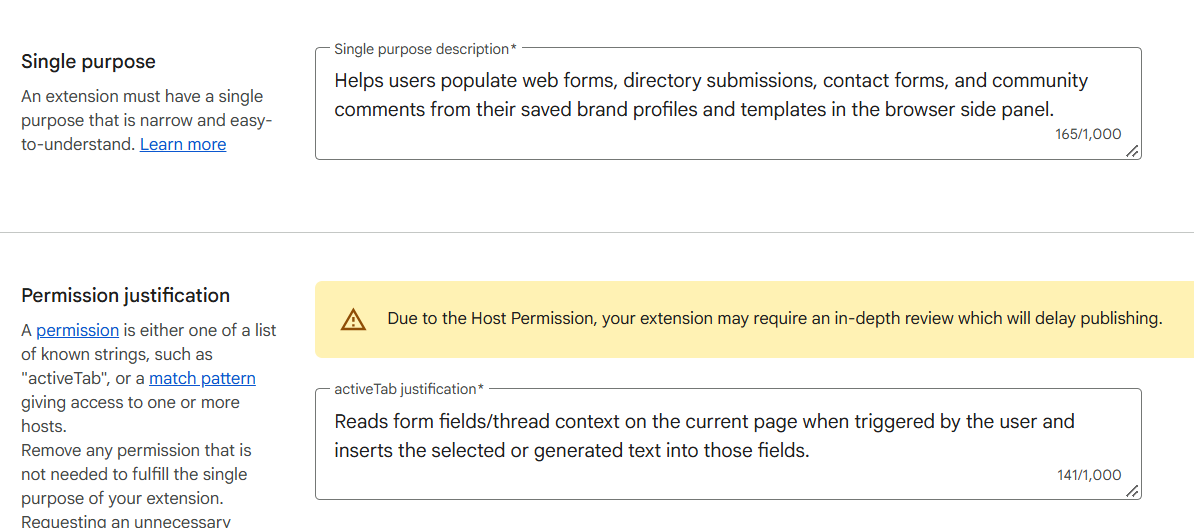 Single purpose
An extension must have a single
purpose that is narrow and easy-
to-understand. Learn more
Single purpose description*
Helps users populate web forms, directory submissions, contact forms, and community
comments from their saved brand profiles and templates in the browser side panel.
165/1,000
Permission justification
A permission is either one of a list
of known strings, such as
"activeTab", or a match pattern
giving access to one or more
hosts.
Remove any permission that is
not needed to fulfill the single
purpose of your extension.
Requesting an unnecessary
Due to the Host Permission, your extension may require an in-depth review which will delay publishing.
activeTab justification*
Reads form fields/thread context on the current page when triggered by the user and
inserts the selected or generated text into those fields.
141/1,000